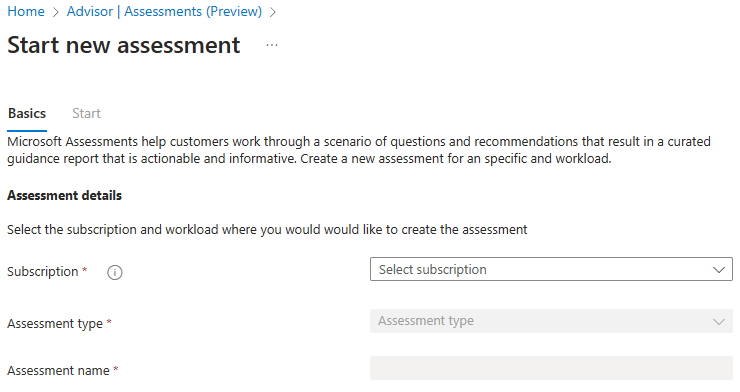 Home > Advisor | Assessments (Preview) >
Start new assessment ...
Basics Start
Microsoft Assessments help customers work through a scenario of questions and recommendations that result in a curated
guidance report that is actionable and informative. Create a new assessment for an specific and workload.
Assessment details
Select the subscription and workload where you would would like to create the assessment
Subscription * Select subscription
Assessment type * Assessment type
Assessment name *